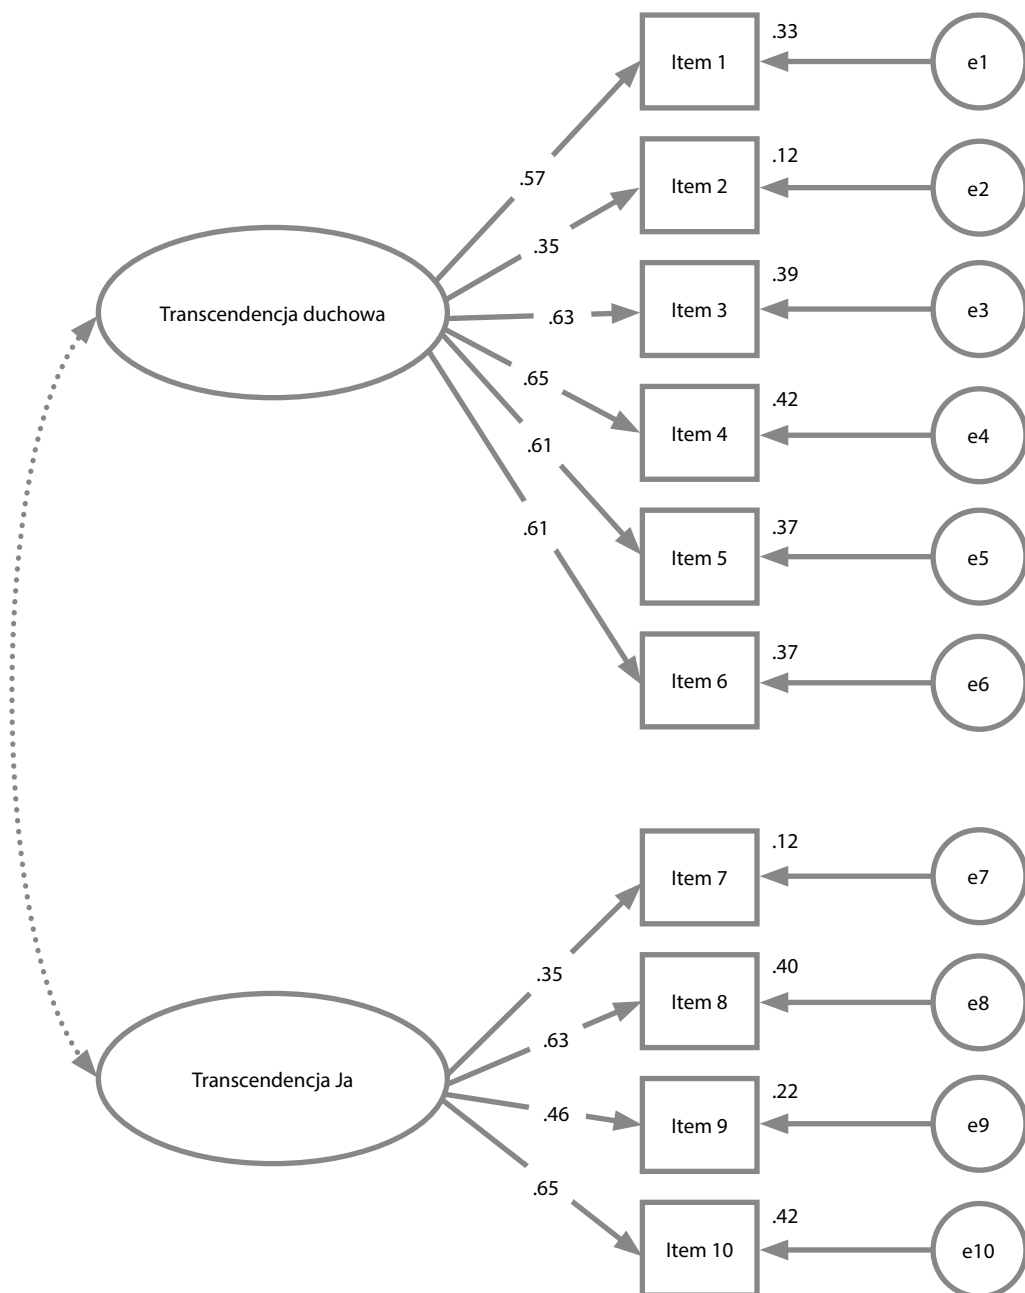 .33
Item 1
e1
.57
.12
Item 2
e2
.35
.39
Item 3
e3
Transcendencja duchowa
.63
.65
.42
Item 4
e4
.61
.37
Item 5
e5
.61
.37
Item 6
e6
.12
Item 7
e7
.35
.40
Item 8
e8
.63
Transcendencja Ja
.22
Item 9
e9
.46
.65
.42
Item 10
e10